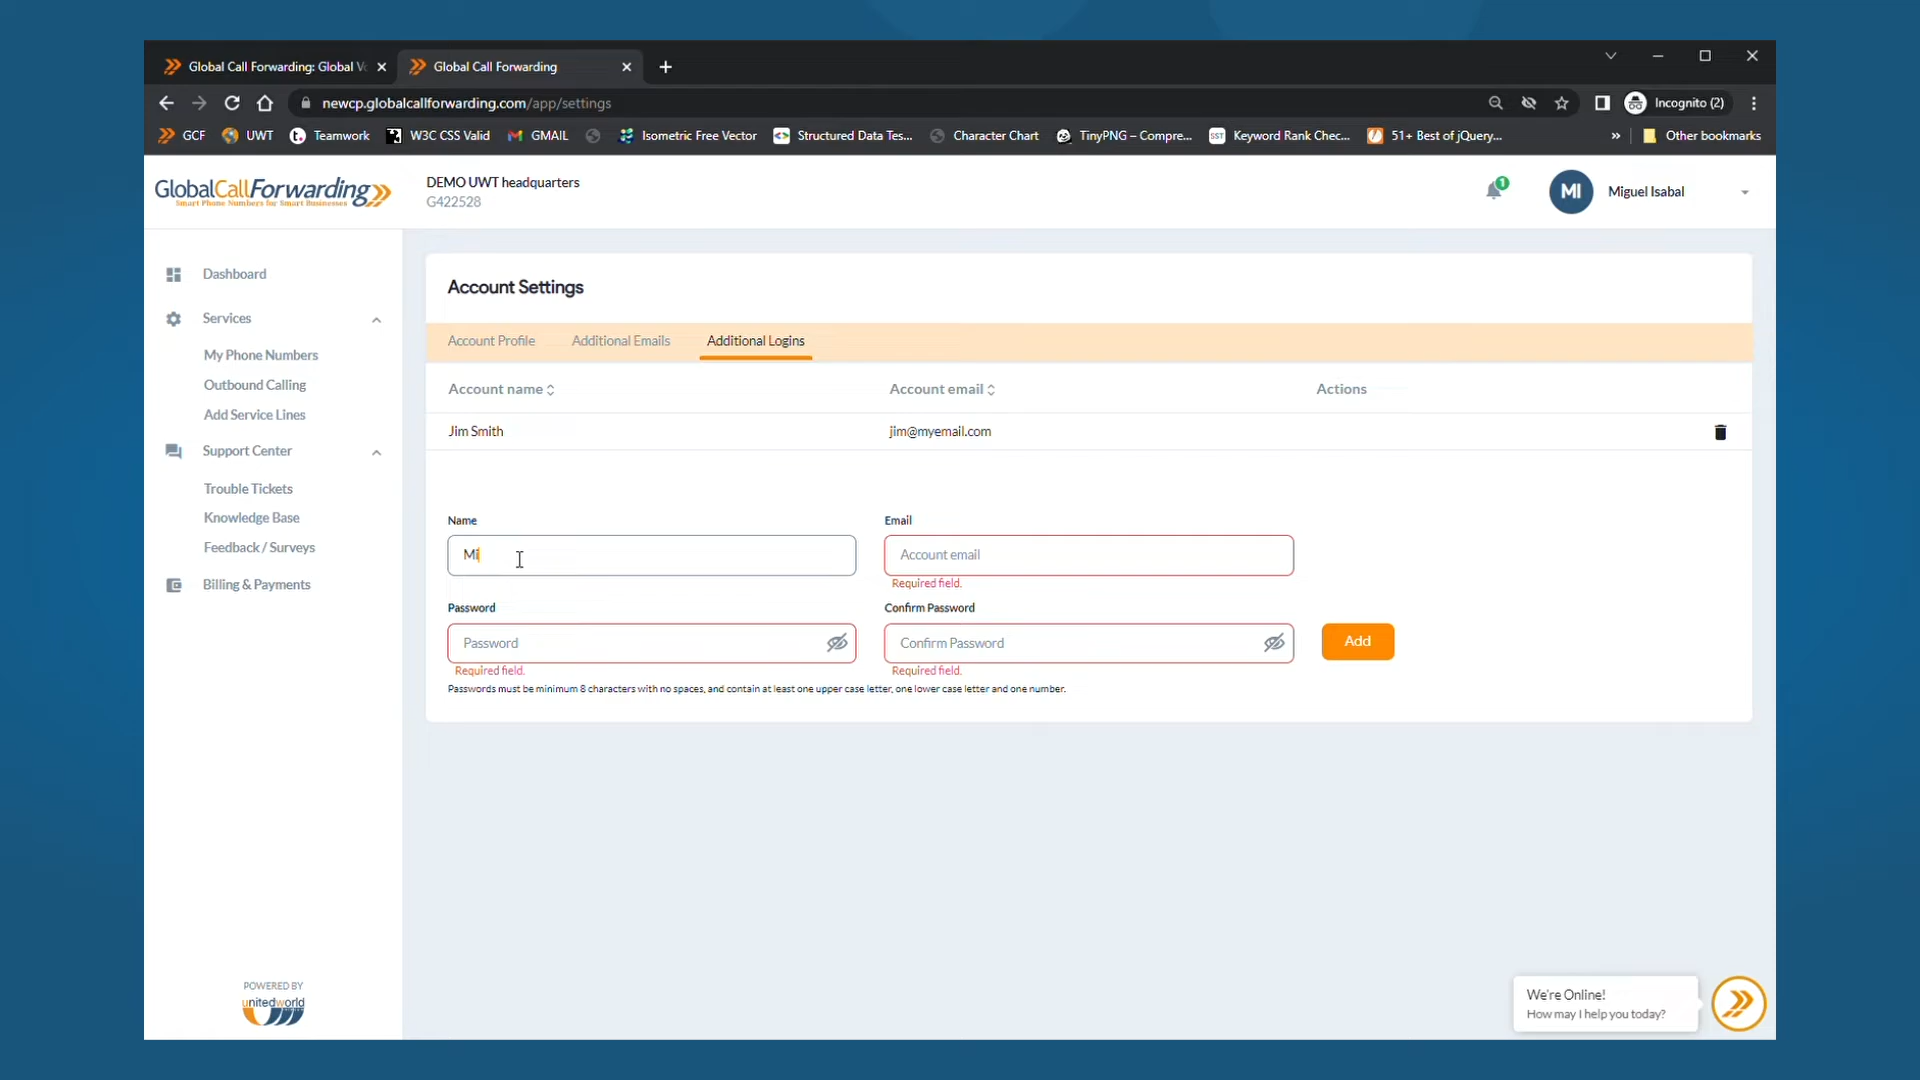 Global Call Forwarding: Global Vo
Global Call Forwarding
newcp.globalcallforwarding.com/app/settings
Incognito (2)
GCF
UWT
Teamwork
W3C CSS Valid
GMAIL
Isometric Free Vector
Structured Data Tes...
Character Chart
TinyPNG – Compre...
Keyword Rank Chec...
51+ Best of jQuery...
»
Other bookmarks
GlobalCallForwarding
Smart Phone Numbers for Smart Businesses
DEMO UWT headquarters
G422528
1
MI
Miguel Isabal
Dashboard
Services
My Phone Numbers
Outbound Calling
Add Service Lines
Support Center
Trouble Tickets
Knowledge Base
Feedback / Surveys
Billing & Payments
Account Settings
Account Profile
Additional Emails
Additional Logins
Account name
Account email
Actions
Jim Smith
jim@myemail.com
Name
Email
Mi
Account email
Required field.
Password
Confirm Password
Password
Confirm Password
Add
Required field.
Required field.
Passwords must be minimum 8 characters with no spaces, and contain at least one upper case letter, one lower case letter and one number.
POWERED BY
unitedworld
We're Online!
How may I help you today?